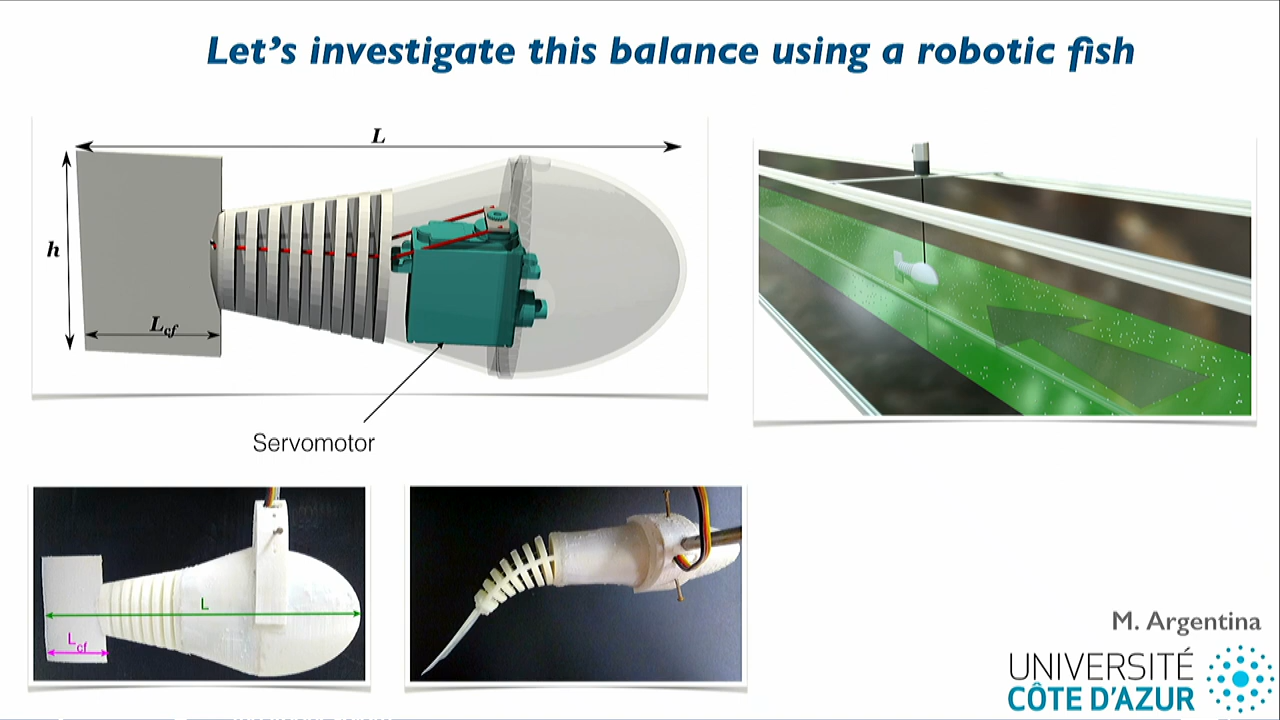 Let's investigate this balance using a robotic fish
L
h
Lcf
Servomotor
L
Lcf
M. Argentina
UNIVERSITÉ
CÔTE D'AZUR